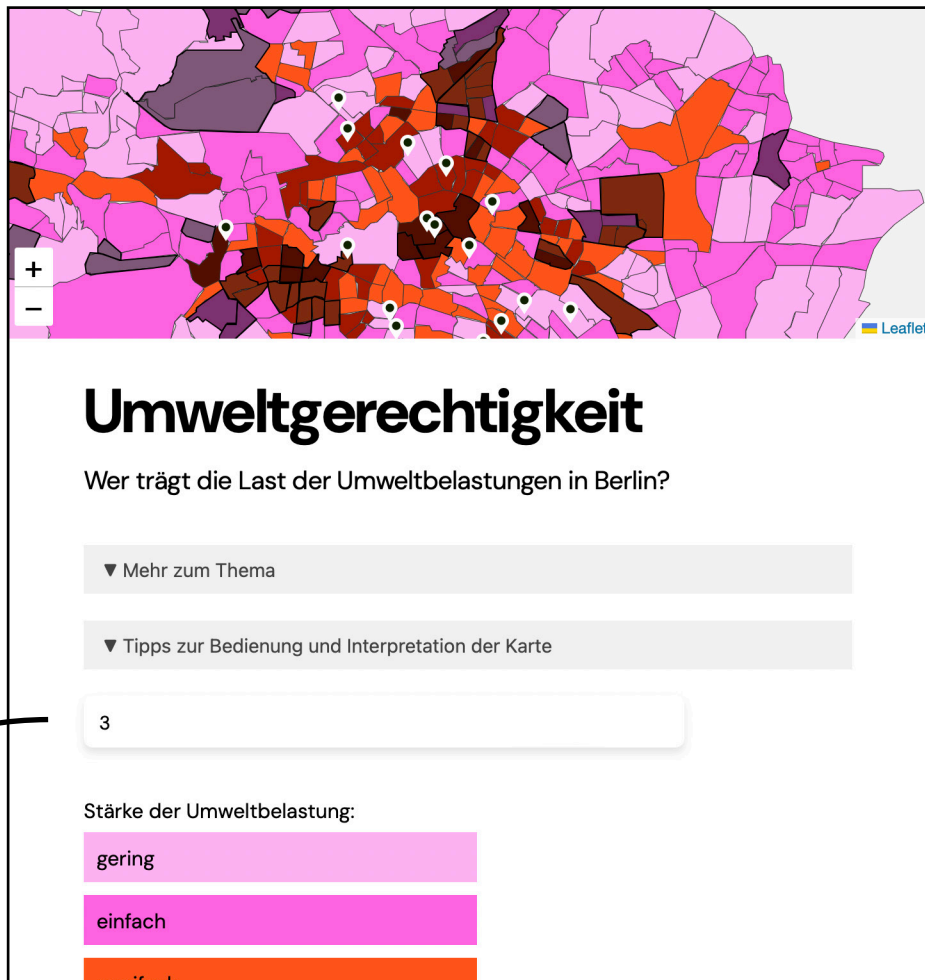 +
−
Leaflet
Umweltgerechtigkeit
Wer trägt die Last der Umweltbelastungen in Berlin?
▼ Mehr zum Thema
▼ Tipps zur Bedienung und Interpretation der Karte
3
Stärke der Umweltbelastung:
gering
einfach